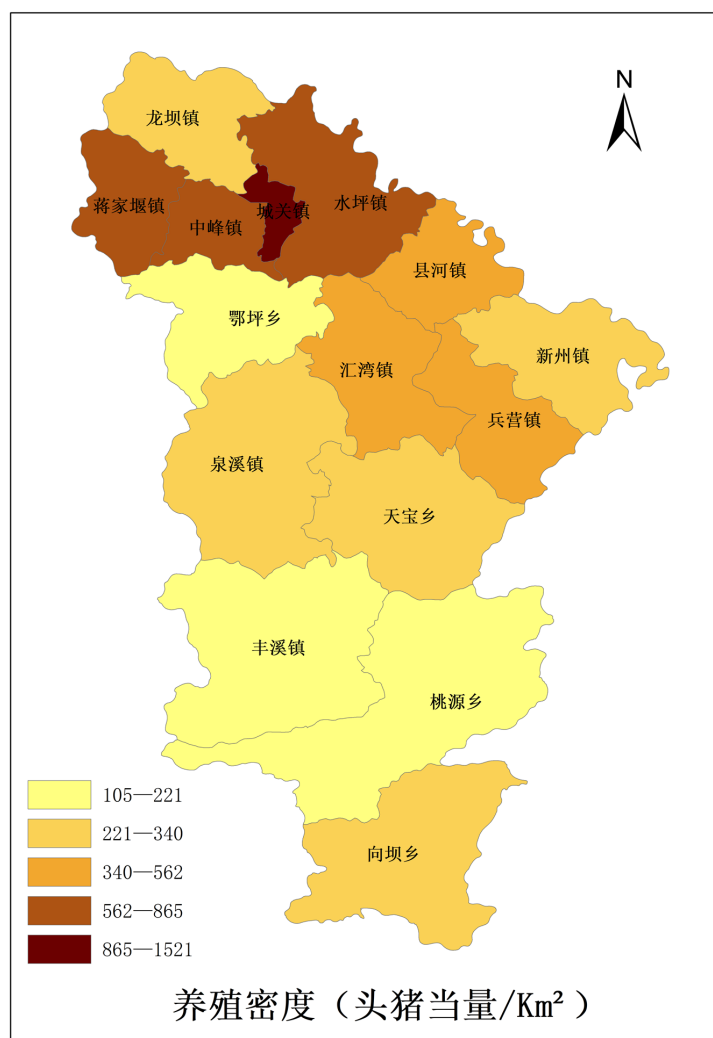 N
龙坝镇
蒋家堰镇
中峰镇
城关镇
水坪镇
县河镇
鄂坪乡
汇湾镇
新州镇
兵营镇
泉溪镇
天宝乡
丰溪镇
桃源乡
向坝乡
105—221
221—340
340—562
562—865
865—1521
养殖密度（头猪当量/Km²）